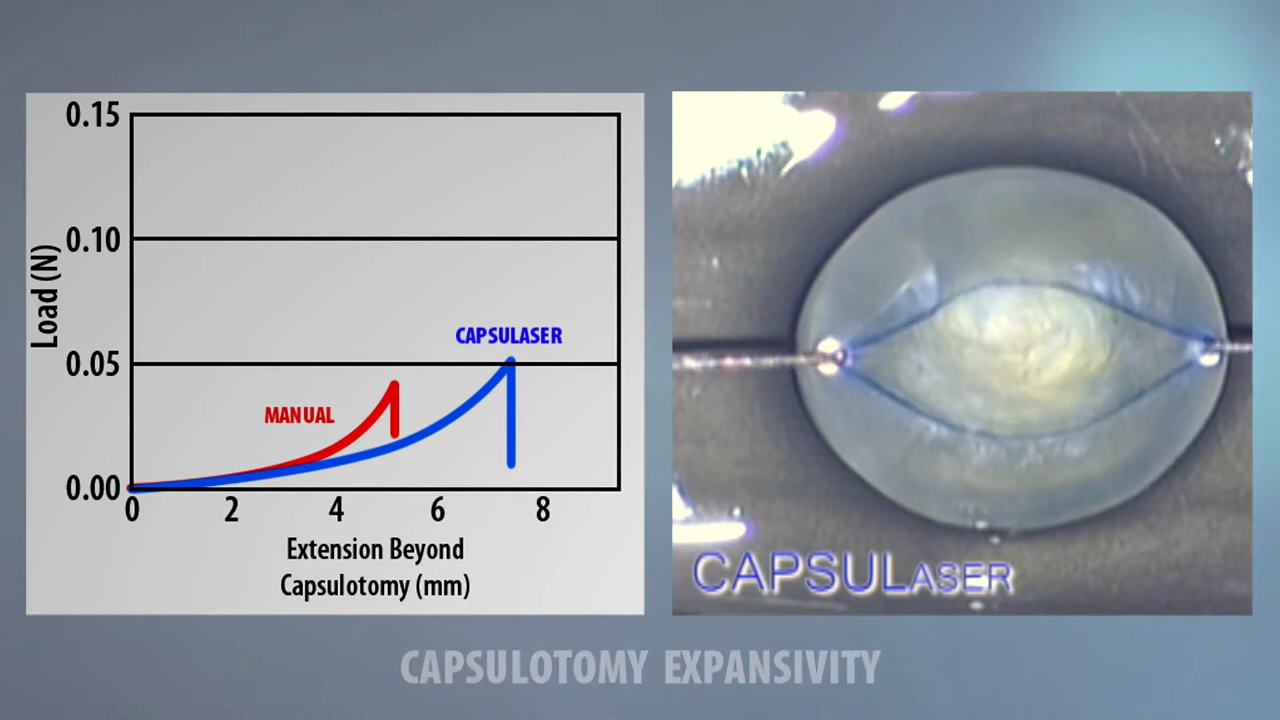 0.15
0.10
0.05
0.00
Load (N)
CAPSULASER
MANUAL
0 2 4 6 8
Extension Beyond
Capsulotomy (mm)
CAPSULASER
CAPSULOTOMY EXPANSIVITY